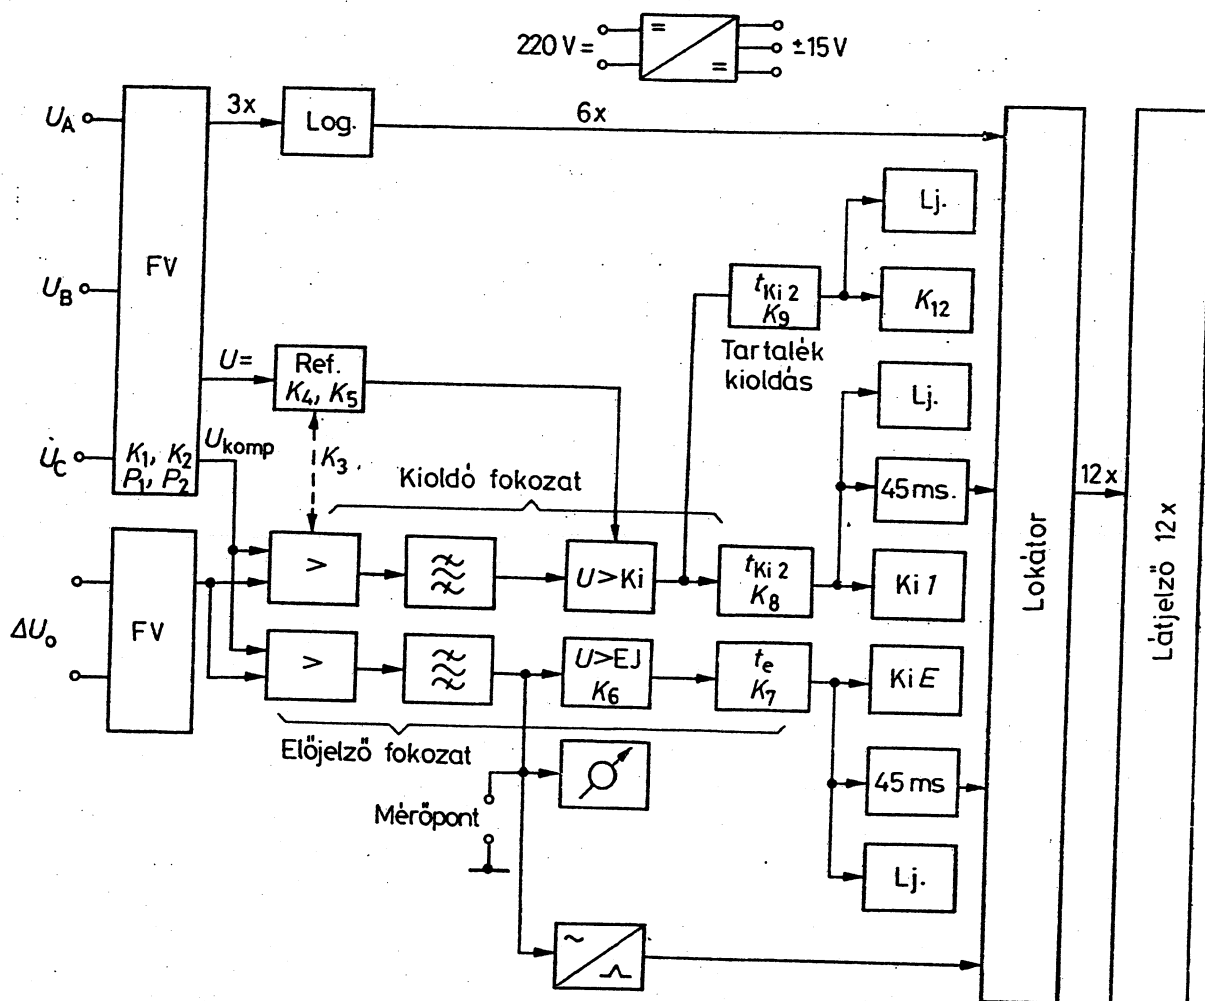 220 V =
=
=
±15 V
U_A
3x
Log.
6x
Lj.
FV
U_B
t_Ki 2
K_9
K_12
Tartalék
kioldás
U=
Ref.
K_4, K_5
Lj.
U_C
K_1, K_2
P_1, P_2
U_komp
K_3
Kioldó fokozat
45 ms.
12x
Lokátor
Látjelző 12 x
>
U>Ki
t_Ki 2
K_8
Ki 1
ΔU_o
FV
>
U>EJ
K_6
t_e
K_7
Ki E
Előjelző fokozat
45 ms
Mérőpont
Lj.
~